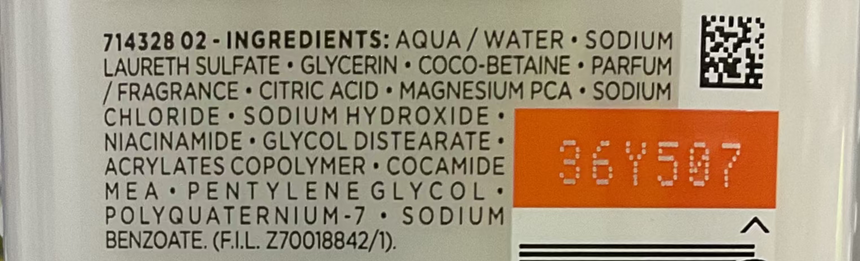 714328 02 - INGREDIENTS: AQUA / WATER • SODIUM
LAURETH SULFATE • GLYCERIN • COCO-BETAINE • PARFUM
/ FRAGRANCE • CITRIC ACID • MAGNESIUM PCA • SODIUM
CHLORIDE • SODIUM HYDROXIDE •
NIACINAMIDE • GLYCOL DISTEARATE •
ACRYLATES COPOLYMER • COCAMIDE
MEA • PENTYLENE GLYCOL •
POLYQUATERNIUM-7 • SODIUM
BENZOATE. (F.I.L. Z70018842/1).
36Y507